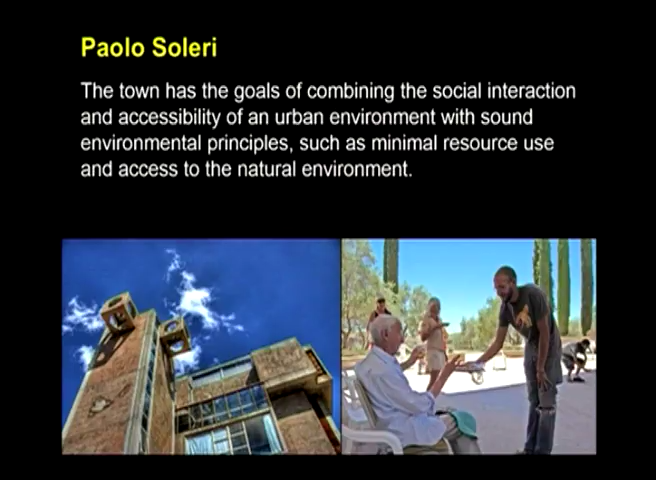 Paolo Soleri
The town has the goals of combining the social interaction
and accessibility of an urban environment with sound
environmental principles, such as minimal resource use
and access to the natural environment.